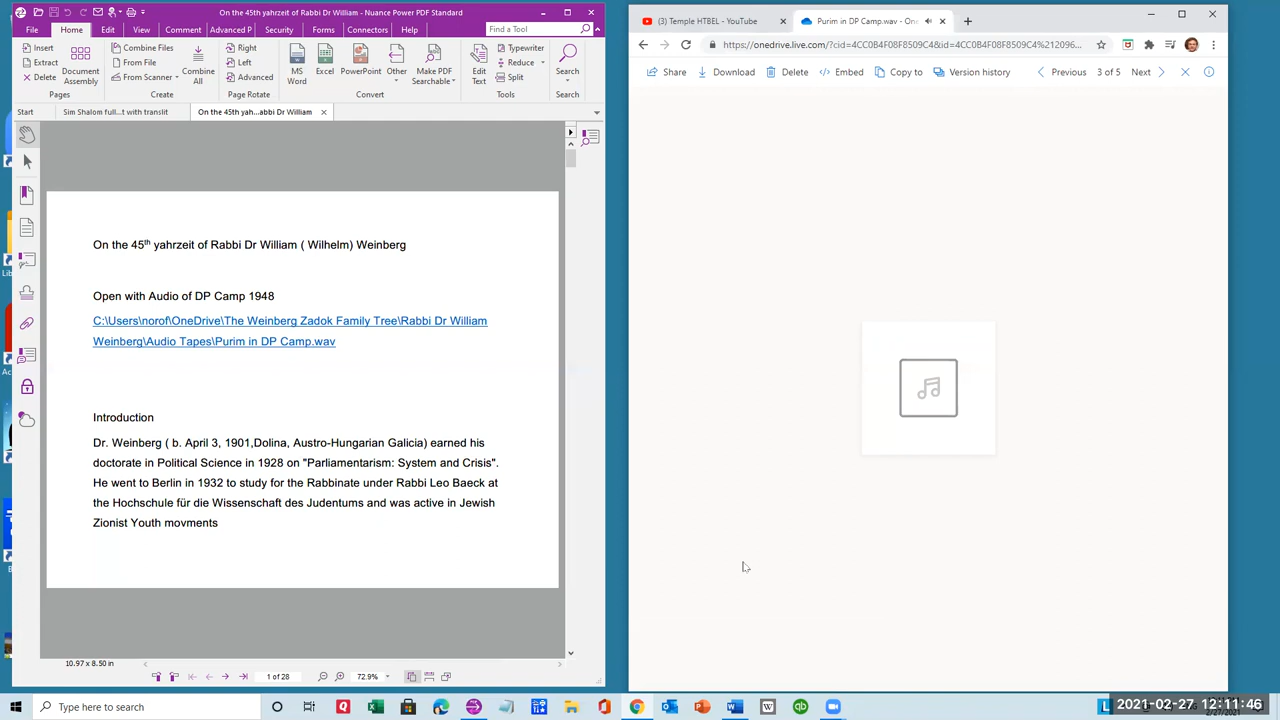 On the 45th yahrzeit of Rabbi Dr William - Nuance Power PDF Standard
File Home Edit View Comment Advanced P Security Forms Connectors Help Find a Tool
Insert
Extract
Delete
Pages
Document Assembly
Combine Files
From File
From Scanner
Create
Combine All
Right
Left
Advanced
Page Rotate
MS Word
Excel
PowerPoint
Other
Make PDF Searchable
Convert
Edit Text
Typewriter
Reduce
Split
Tools
Search
Search
Start
Sim Shalom full...t with translit
On the 45th yah...abbi Dr William
On the 45th yahrzeit of Rabbi Dr William ( Wilhelm) Weinberg
Open with Audio of DP Camp 1948
C:\Users\norof\OneDrive\The Weinberg Zadok Family Tree\Rabbi Dr William
Weinberg\Audio Tapes\Purim in DP Camp.wav
Introduction
Dr. Weinberg ( b. April 3, 1901,Dolina, Austro-Hungarian Galicia) earned his
doctorate in Political Science in 1928 on "Parliamentarism: System and Crisis".
He went to Berlin in 1932 to study for the Rabbinate under Rabbi Leo Baeck at
the Hochschule für die Wissenschaft des Judentums and was active in Jewish
Zionist Youth movments
10.97 x 8.50 in
1 of 28
72.9%
(3) Temple HTBEL - YouTube
Purim in DP Camp.wav - One
https://onedrive.live.com/?cid=4CC0B4F08F8509C4&id=4CC0B4F08F8509C4%21096...
Share Download Delete Embed Copy to Version history Previous 3 of 5 Next
Type here to search
2021-02-27 12:11:46